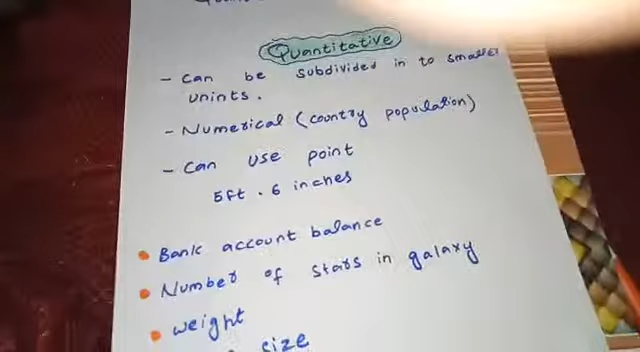 Quantitative
- Can be subdivided in to smaller
unints.
- Numerical (country population)
- Can use point
5ft . 6 inches
Bank account balance
Number of stars in galaxy
weight
size